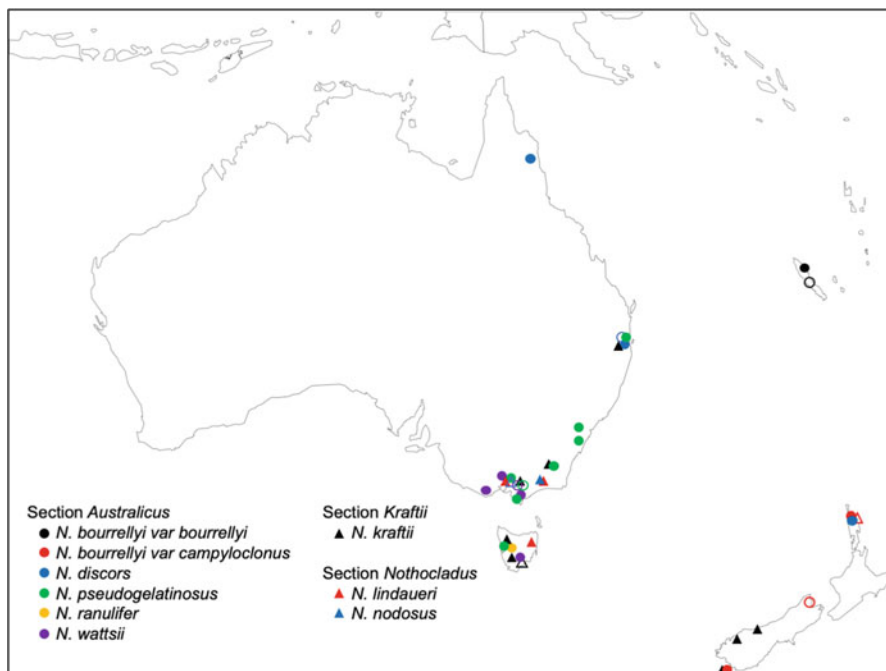 Section Australicus
N. bourrellyi var bourrellyi
N. bourrellyi var campyloclonus
N. discors
N. pseudogelatinosus
N. ranulifer
N. wattsii
Section Kraftii
N. kraftii
Section Nothocladus
N. lindaueri
N. nodosus